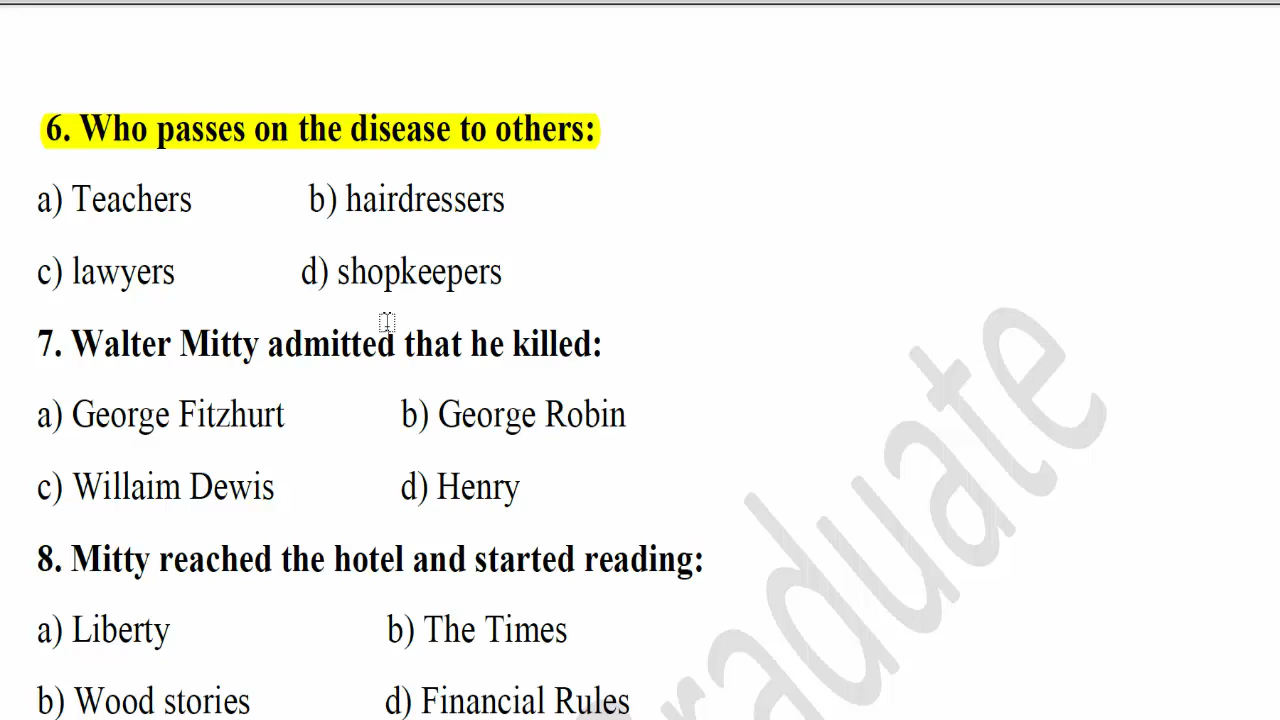 6. Who passes on the disease to others:
a) Teachers b) hairdressers
c) lawyers d) shopkeepers
7. Walter Mitty admitted that he killed:
a) George Fitzhurt b) George Robin
c) Willaim Dewis d) Henry
8. Mitty reached the hotel and started reading:
a) Liberty b) The Times
b) Wood stories d) Financial Rules
raduate